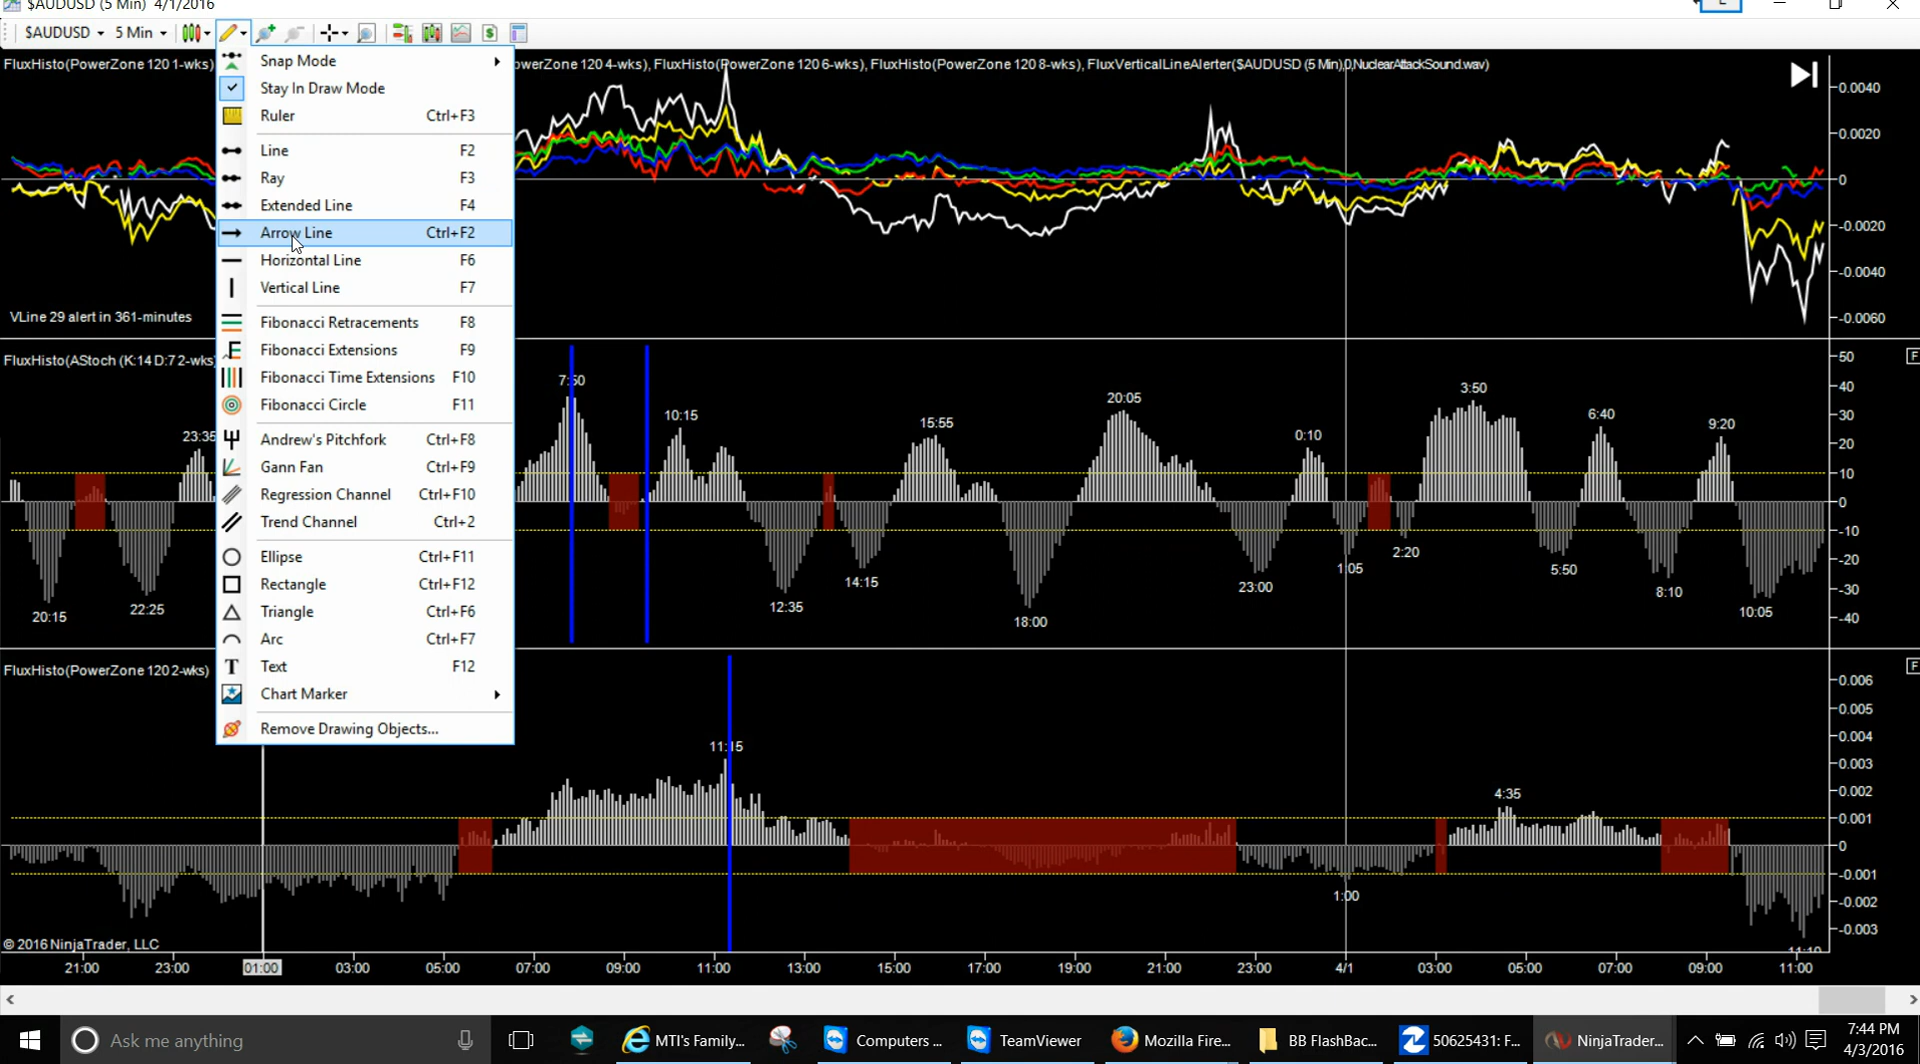 $AUDUSD (5 Min) 4/1/2016
$AUDUSD 5 Min
FluxHisto(PowerZone 120 1-wks)
werZone 120 4-wks), FluxHisto(PowerZone 120 6-wks), FluxHisto(PowerZone 120 8-wks), FluxVerticalLineAlerter($AUDUSD (5 Min),0,NuclearAttackSound.wav)
Snap Mode
Stay In Draw Mode
Ruler Ctrl+F3
Line F2
Ray F3
Extended Line F4
Arrow Line Ctrl+F2
Horizontal Line F6
Vertical Line F7
Fibonacci Retracements F8
Fibonacci Extensions F9
Fibonacci Time Extensions F10
Fibonacci Circle F11
Andrew's Pitchfork Ctrl+F8
Gann Fan Ctrl+F9
Regression Channel Ctrl+F10
Trend Channel Ctrl+2
Ellipse Ctrl+F11
Rectangle Ctrl+F12
Triangle Ctrl+F6
Arc Ctrl+F7
Text F12
Chart Marker
Remove Drawing Objects...
0.0040
0.0020
0
-0.0020
-0.0040
-0.0060
VLine 29 alert in 361-minutes
FluxHisto(AStoch (K:14 D:7 2-wks
F
50
40
30
20
10
0
-10
-20
-30
-40
23:35
7:50
10:15
15:55
20:05
0:10
3:50
6:40
9:20
20:15
22:25
12:35
14:15
18:00
23:00
1:05
2:20
5:50
8:10
10:05
FluxHisto(PowerZone 120 2-wks)
F
0.006
0.005
0.004
0.003
0.002
0.001
0
-0.001
-0.002
-0.003
11:15
4:35
1:00
11:10
© 2016 NinjaTrader, LLC
21:00 23:00 01:00 03:00 05:00 07:00 09:00 11:00 13:00 15:00 17:00 19:00 21:00 23:00 4/1 03:00 05:00 07:00 09:00 11:00
Ask me anything
MTI's Family...
Computers ...
TeamViewer
Mozilla Fire...
BB FlashBac...
50625431: F...
NinjaTrader...
7:44 PM
4/3/2016